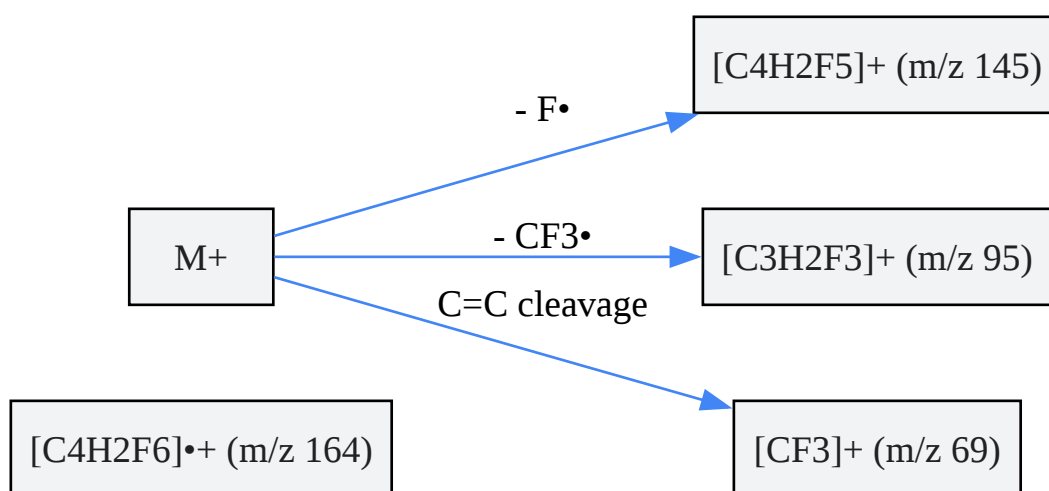 [C4H2F5]+ (m/z 145)
- F•
- CF3•
M+
[C3H2F3]+ (m/z 95)
C=C cleavage
[C4H2F6]•+ (m/z 164)
[CF3]+ (m/z 69)